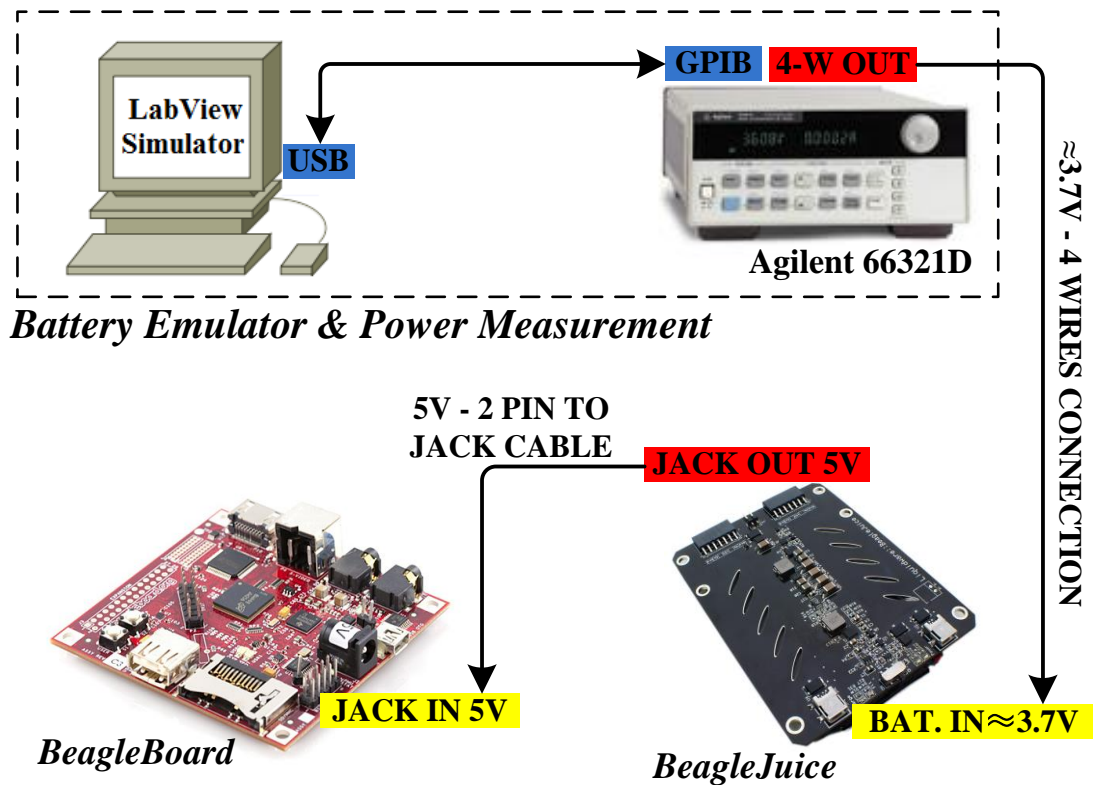 LabView
Simulator
USB
GPIB
4-W OUT
Agilent 66321D
Battery Emulator & Power Measurement
≈3.7V - 4 WIRES CONNECTION
5V - 2 PIN TO
JACK CABLE
JACK OUT 5V
JACK IN 5V
BAT. IN≈3.7V
BeagleBoard
BeagleJuice